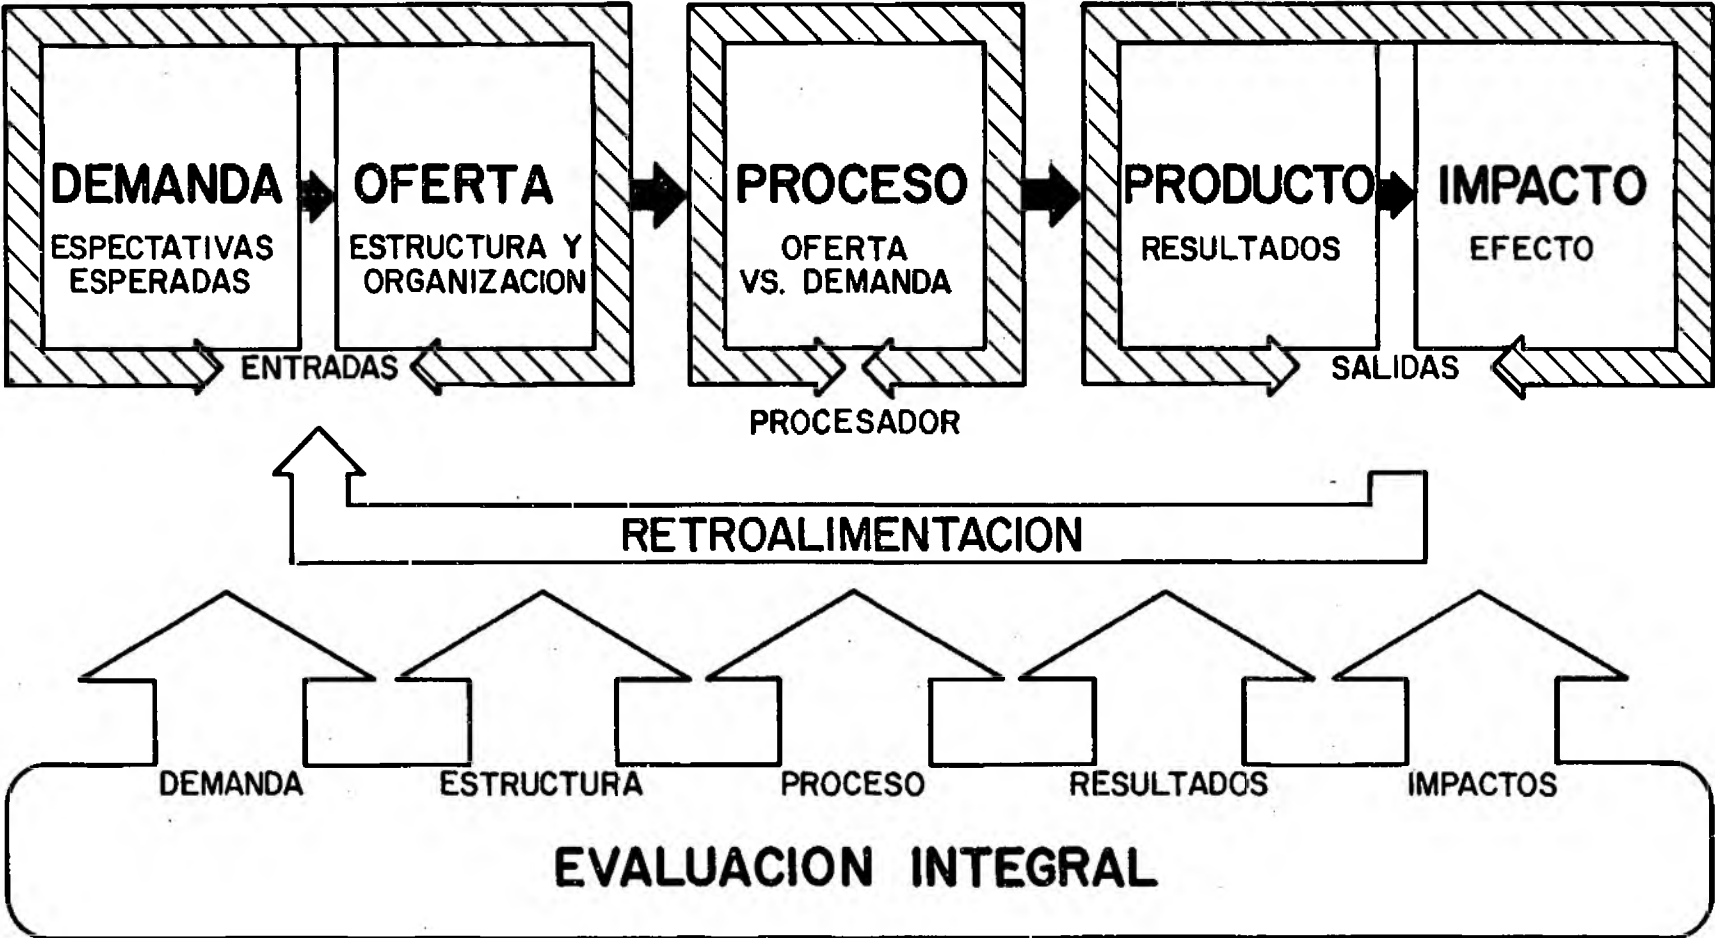 DEMANDA
ESPECTATIVAS
ESPERADAS
OFERTA
ESTRUCTURA Y
ORGANIZACION
ENTRADAS
PROCESO
OFERTA
VS. DEMANDA
PROCESADOR
PRODUCTO
RESULTADOS
IMPACTO
EFECTO
SALIDAS
RETROALIMENTACION
DEMANDA
ESTRUCTURA
PROCESO
RESULTADOS
IMPACTOS
EVALUACION INTEGRAL